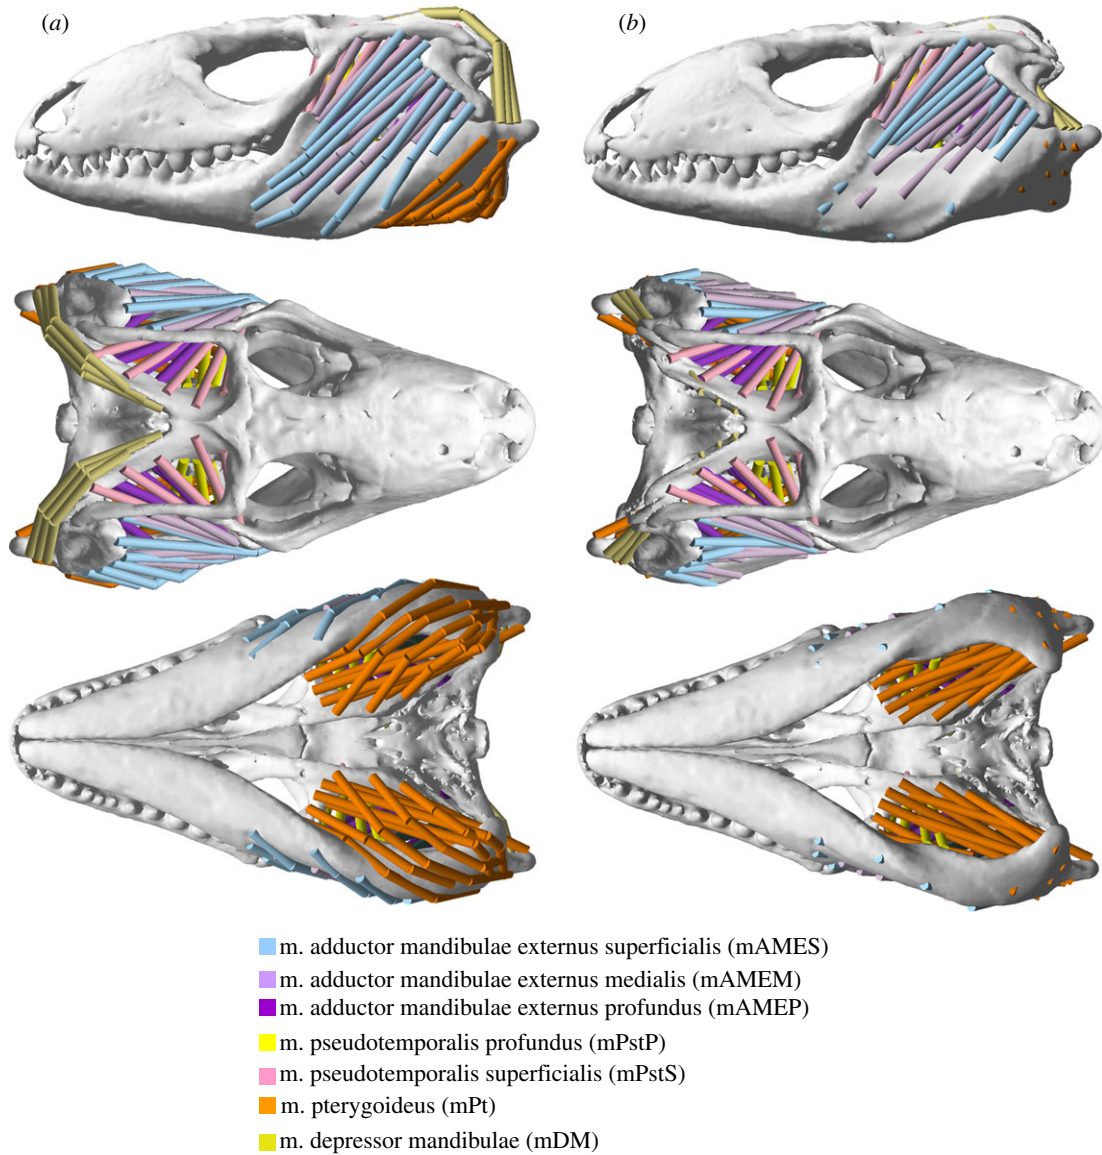 (a)
(b)
m. adductor mandibulae externus superficialis (mAMES)
m. adductor mandibulae externus medialis (mAMEM)
m. adductor mandibulae externus profundus (mAMEP)
m. pseudotemporalis profundus (mPstP)
m. pseudotemporalis superficialis (mPstS)
m. pterygoideus (mPt)
m. depressor mandibulae (mDM)